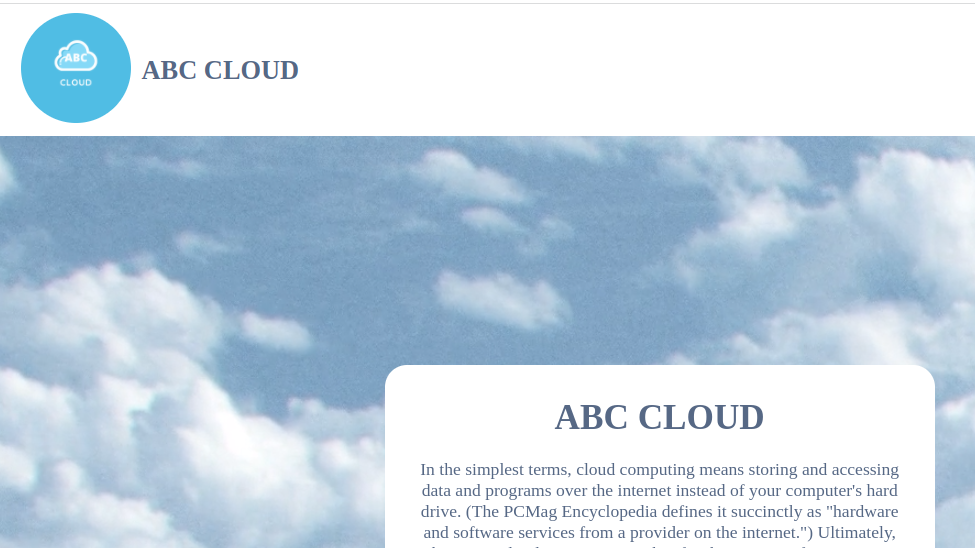 ABC
CLOUD
ABC CLOUD
ABC CLOUD
In the simplest terms, cloud computing means storing and accessing
data and programs over the internet instead of your computer's hard
drive. (The PCMag Encyclopedia defines it succinctly as "hardware
and software services from a provider on the internet.") Ultimately,